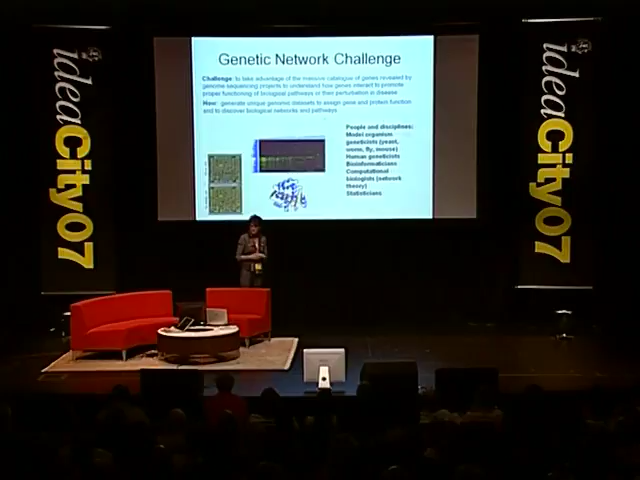 Genetic Network Challenge
Challenge: to take advantage of the massive catalogue of genes revealed by
genome sequencing projects to understand how genes interact to promote
proper functioning of biological pathways or their perturbation in disease
How: generate unique genomic datasets to assign gene and protein function
and to discover biological networks and pathways
People and disciplines:
Model organism
geneticists (yeast,
worm, fly, mouse)
Human geneticists
Bioinformaticians
Computational
biologists (network
theory)
Statisticians
ideaCity07
ideaCity07